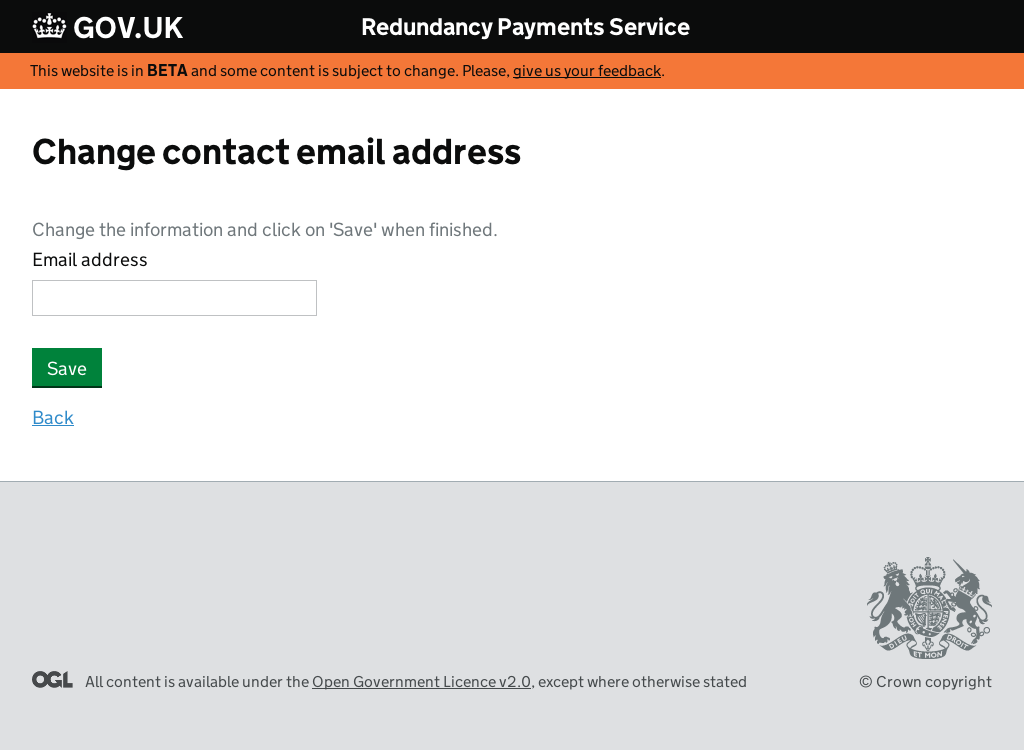 GOV.UK
Redundancy Payments Service
This website is in BETA and some content is subject to change. Please, give us your feedback.
Change contact email address
Change the information and click on 'Save' when finished.
Email address
Save
Back
DIEU ET MON DROIT
OGL
All content is available under the Open Government Licence v2.0, except where otherwise stated
© Crown copyright